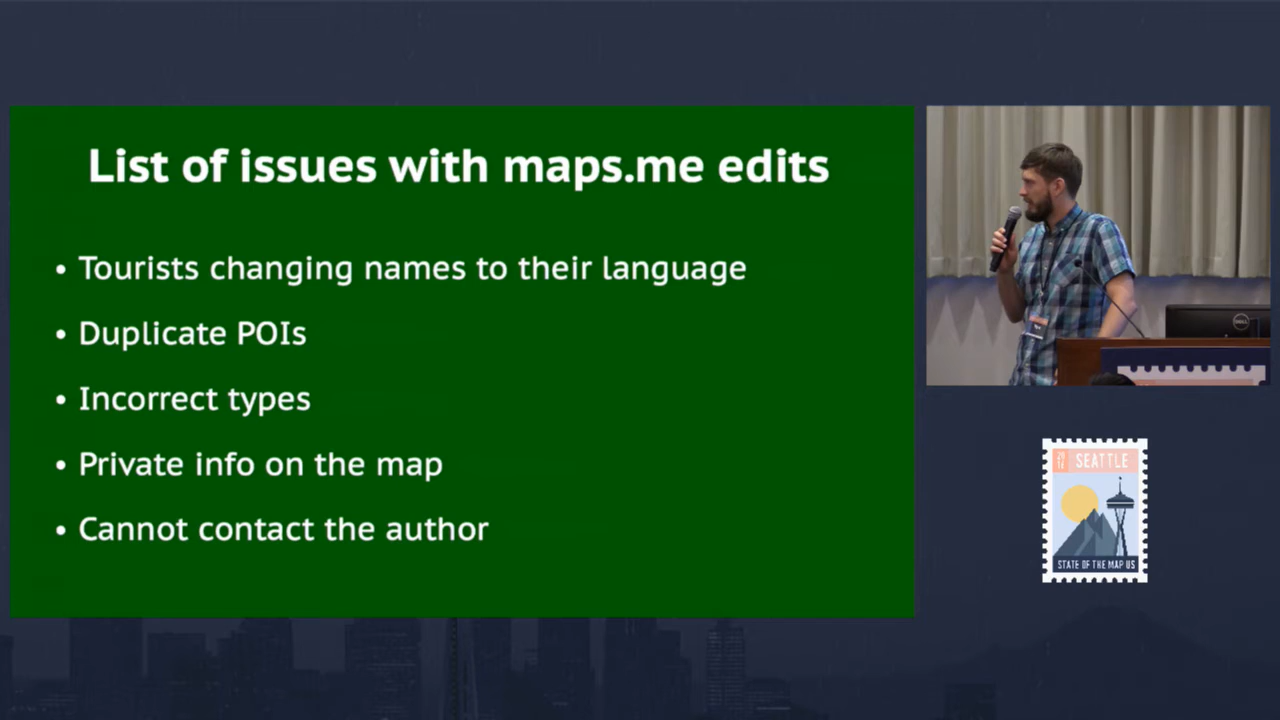 List of issues with maps.me edits
• Tourists changing names to their language
• Duplicate POIs
• Incorrect types
• Private info on the map
• Cannot contact the author
DELL
SEATTLE
STATE OF THE MAP US